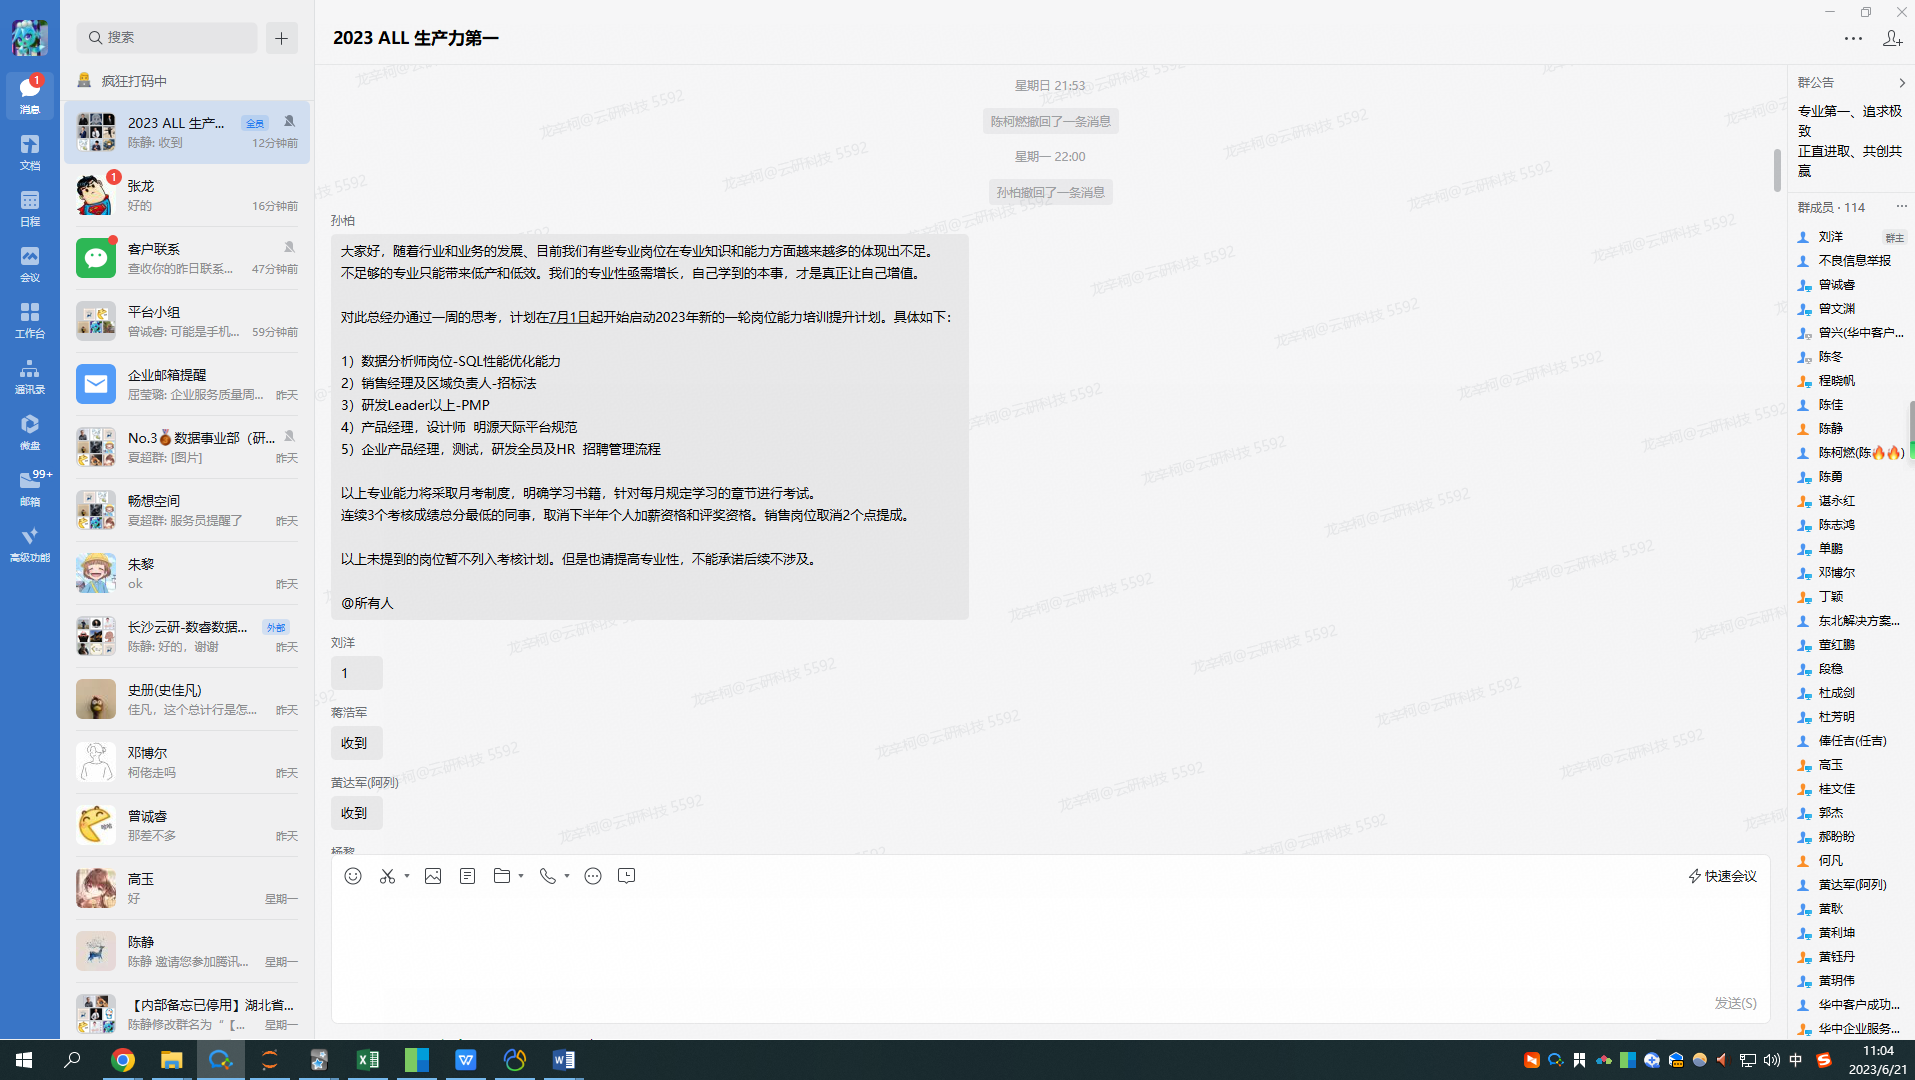 搜索
疯狂打码中
1
消息
文档
日程
会议
工作台
通讯录
微盘
99+
邮箱
高级功能
2023 ALL 生产...
全员
陈静: 收到
12分钟前
1
张龙
好的
16分钟前
客户联系
查收你的昨日联系...
47分钟前
平台小组
曾诚睿: 可能是手机...
59分钟前
企业邮箱提醒
屈莹璐: 企业服务质量周...
昨天
No.3🏅数据事业部（研...
夏超群: [图片]
昨天
畅想空间
夏超群: 服务员提醒了
昨天
朱黎
ok
昨天
长沙云研-数睿数据...
外部
陈静: 好的，谢谢
昨天
史册(史佳凡)
佳凡，这个总计行是怎...
昨天
邓博尔
柯佬走吗
昨天
曾诚睿
那差不多
昨天
高玉
好
星期一
陈静
陈静 邀请您参加腾讯...
星期一
【内部备忘已停用】湖北省...
陈静修改群名为“【...
星期一
2023 ALL 生产力第一
星期日 21:53
陈柯燃撤回了一条消息
星期一 22:00
孙柏撤回了一条消息
孙柏
大家好，随着行业和业务的发展、目前我们有些专业岗位在专业知识和能力方面越来越多的体现出不足。
不足够的专业只能带来低产和低效。我们的专业性亟需增长，自己学到的本事，才是真正让自己增值。
对此总经办通过一周的思考，计划在7月1日起开始启动2023年新的一轮岗位能力培训提升计划。具体如下：
1）数据分析师岗位-SQL性能优化能力
2）销售经理及区域负责人-招标法
3）研发Leader以上-PMP
4）产品经理，设计师  明源天际平台规范
5）企业产品经理，测试，研发全员及HR  招聘管理流程
以上专业能力将采取月考制度，明确学习书籍，针对每月规定学习的章节进行考试。
连续3个考核成绩总分最低的同事，取消下半年个人加薪资格和评奖资格。销售岗位取消2个点提成。
以上未提到的岗位暂不列入考核计划。但是也请提高专业性，不能承诺后续不涉及。
@所有人
刘洋
1
蒋浩军
收到
黄达军(阿列)
收到
杨黎
快速会议
发送(S)
龙辛柯@云研科技 5592
群公告
专业第一、追求极
致
正直进取、共创共
赢
群成员 · 114
刘洋
群主
不良信息举报
曾诚睿
曾文渊
曾兴(华中客户...
陈冬
程晓帆
陈佳
陈静
陈柯燃(陈🔥🔥)
陈勇
谌永红
陈志鸿
单鹏
邓博尔
丁颖
东北解决方案...
董红鹏
段稳
杜成剑
杜芳明
俸任吉(任吉)
高玉
桂文佳
郭杰
郝盼盼
何凡
黄达军(阿列)
黄耿
黄利坤
黄钰丹
黄玥伟
华中客户成功...
华中企业服务...
中
11:04
2023/6/21